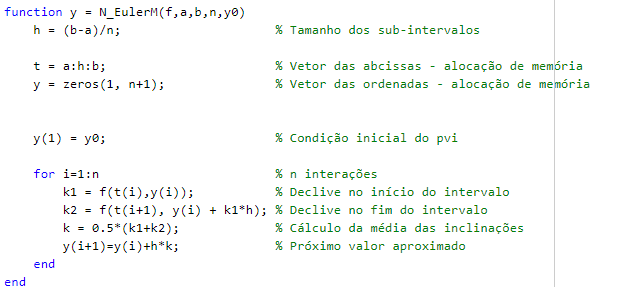 function y = N_EulerM(f,a,b,n,y0)
h = (b-a)/n; % Tamanho dos sub-intervalos
t = a:h:b; % Vetor das abcissas - alocação de memória
y = zeros(1, n+1); % Vetor das ordenadas - alocação de memória
y(1) = y0; % Condição inicial do pvi
for i=1:n % n interações
k1 = f(t(i),y(i)); % Declive no início do intervalo
k2 = f(t(i+1), y(i) + k1*h); % Declive no fim do intervalo
k = 0.5*(k1+k2); % Cálculo da média das inclinações
y(i+1)=y(i)+h*k; % Próximo valor aproximado
end
end